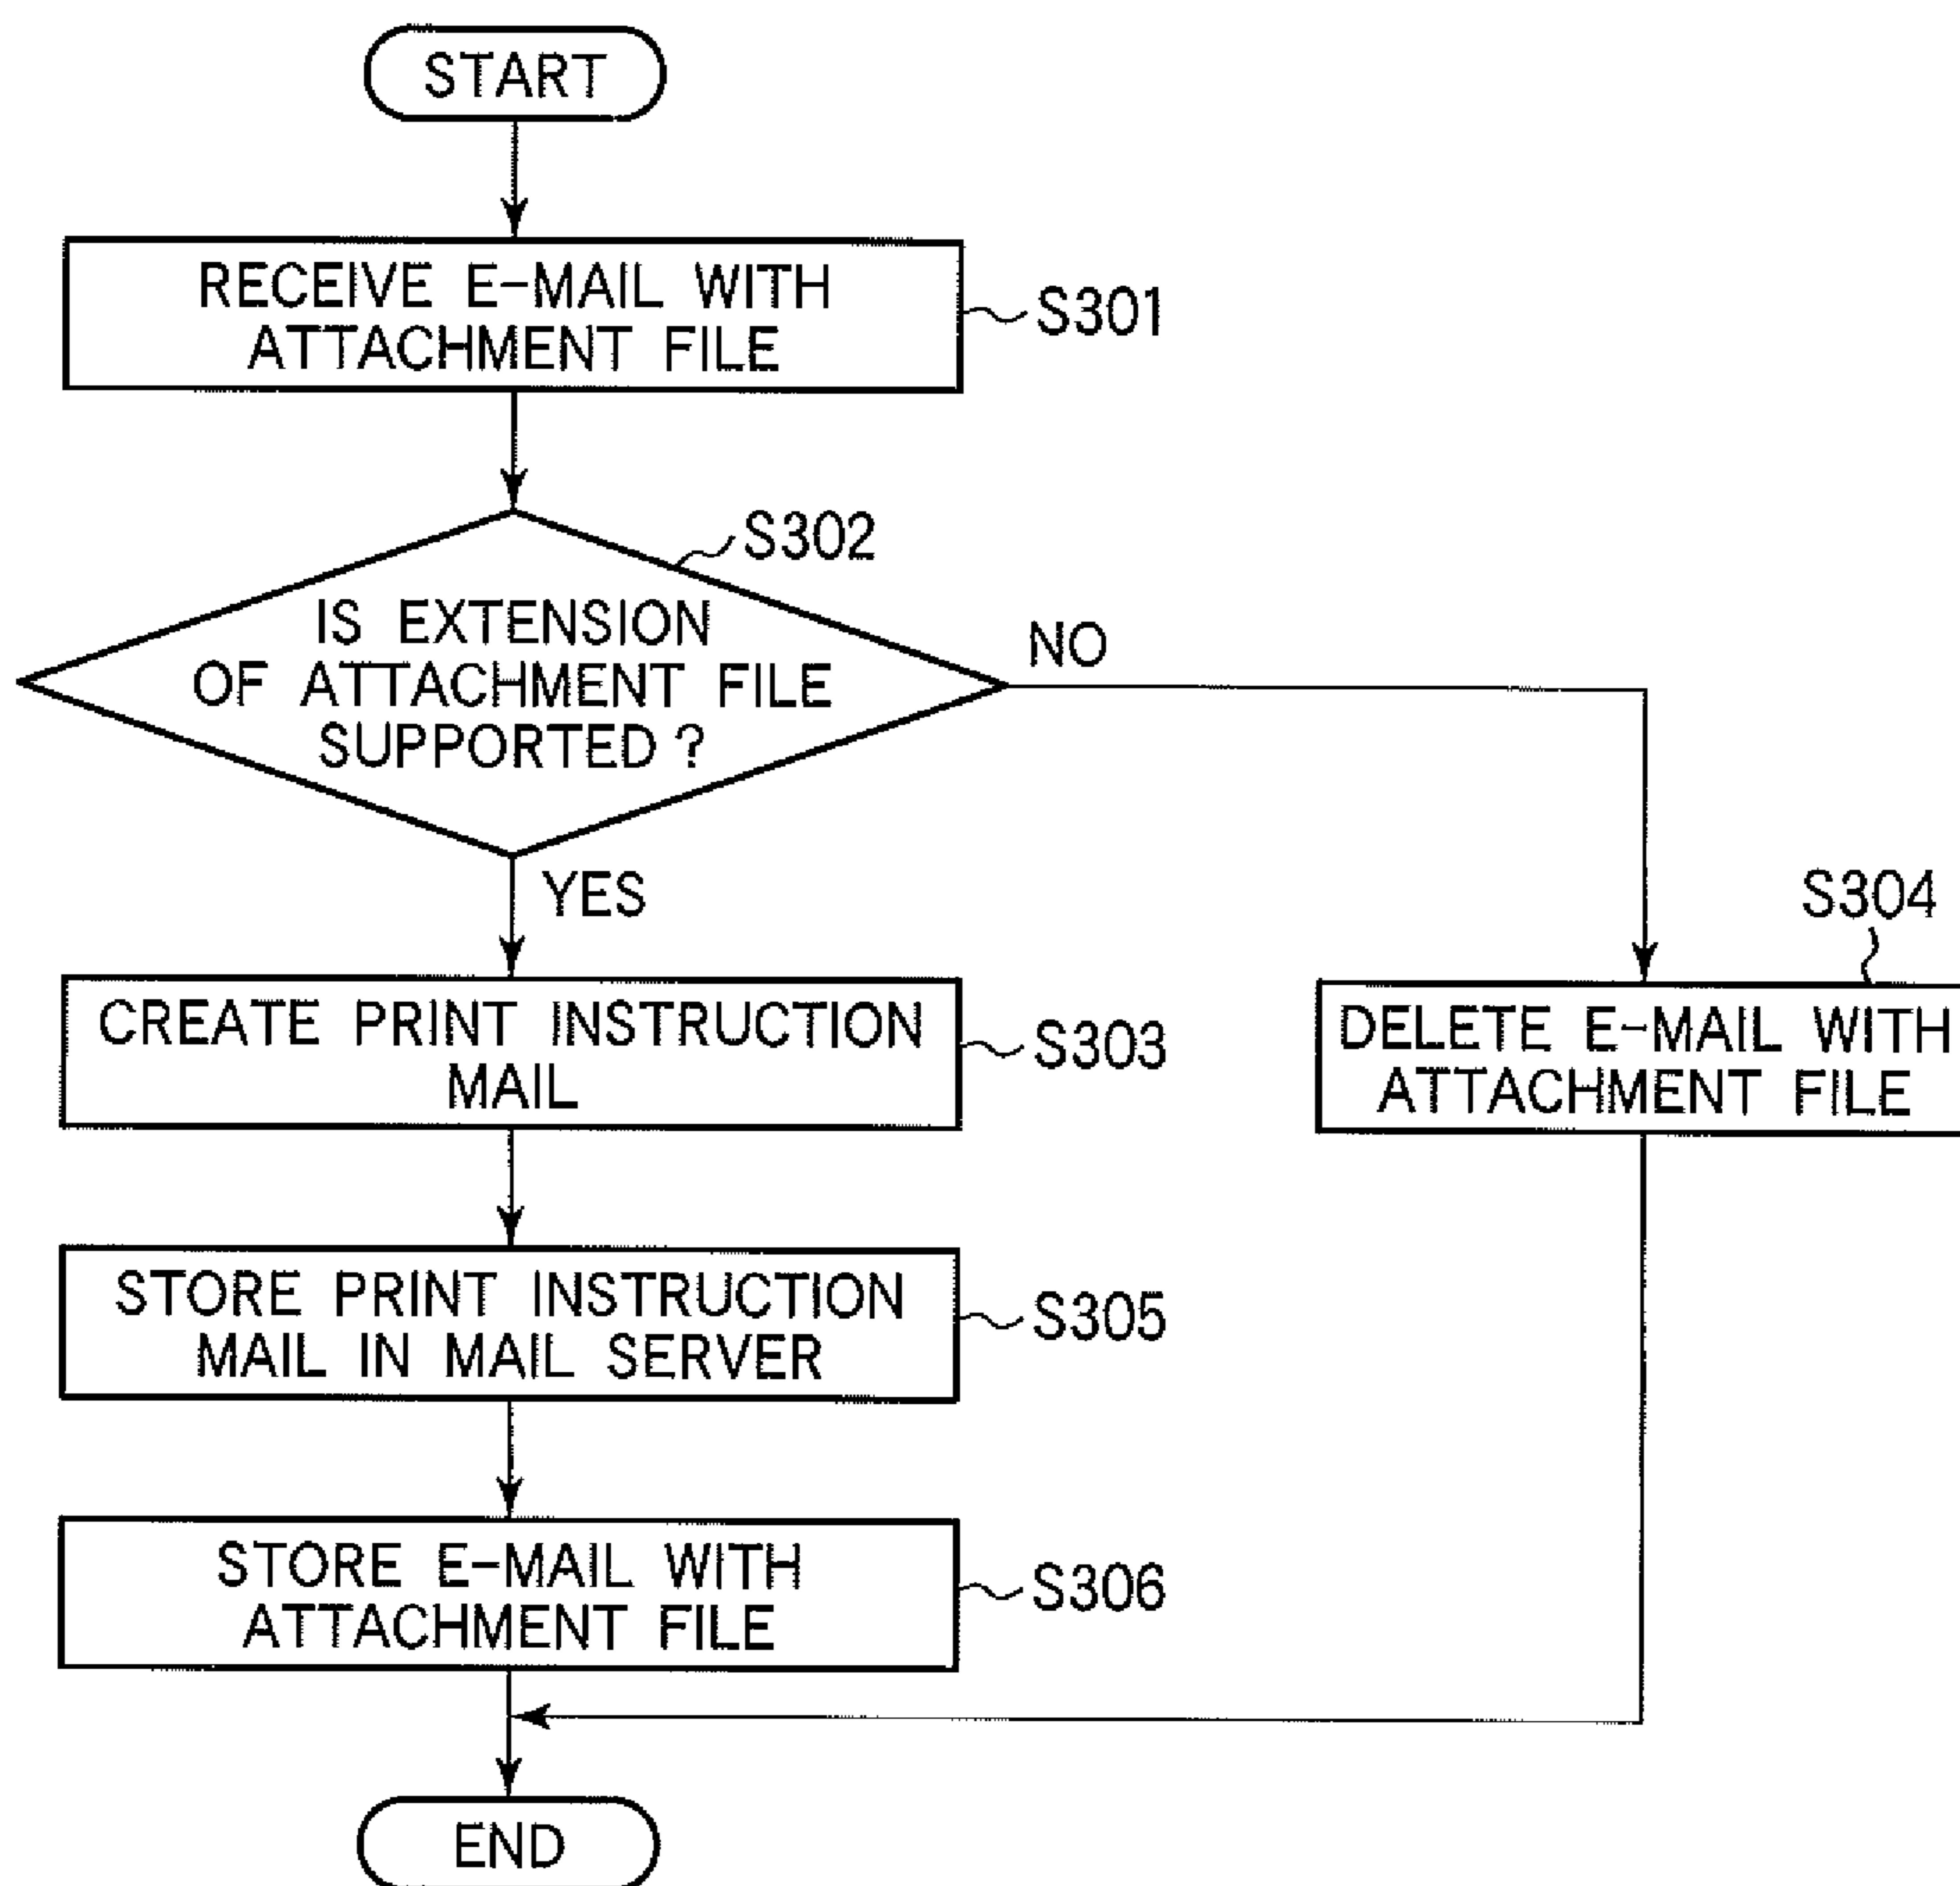 START
RECEIVE E-MAIL WITH
ATTACHMENT FILE
S301
S302
IS EXTENSION
OF ATTACHMENT FILE
SUPPORTED ?
NO
YES
S304
CREATE PRINT INSTRUCTION
MAIL
S303
DELETE E-MAIL WITH
ATTACHMENT FILE
STORE PRINT INSTRUCTION
MAIL IN MAIL SERVER
S305
STORE E-MAIL WITH
ATTACHMENT FILE
S306
END